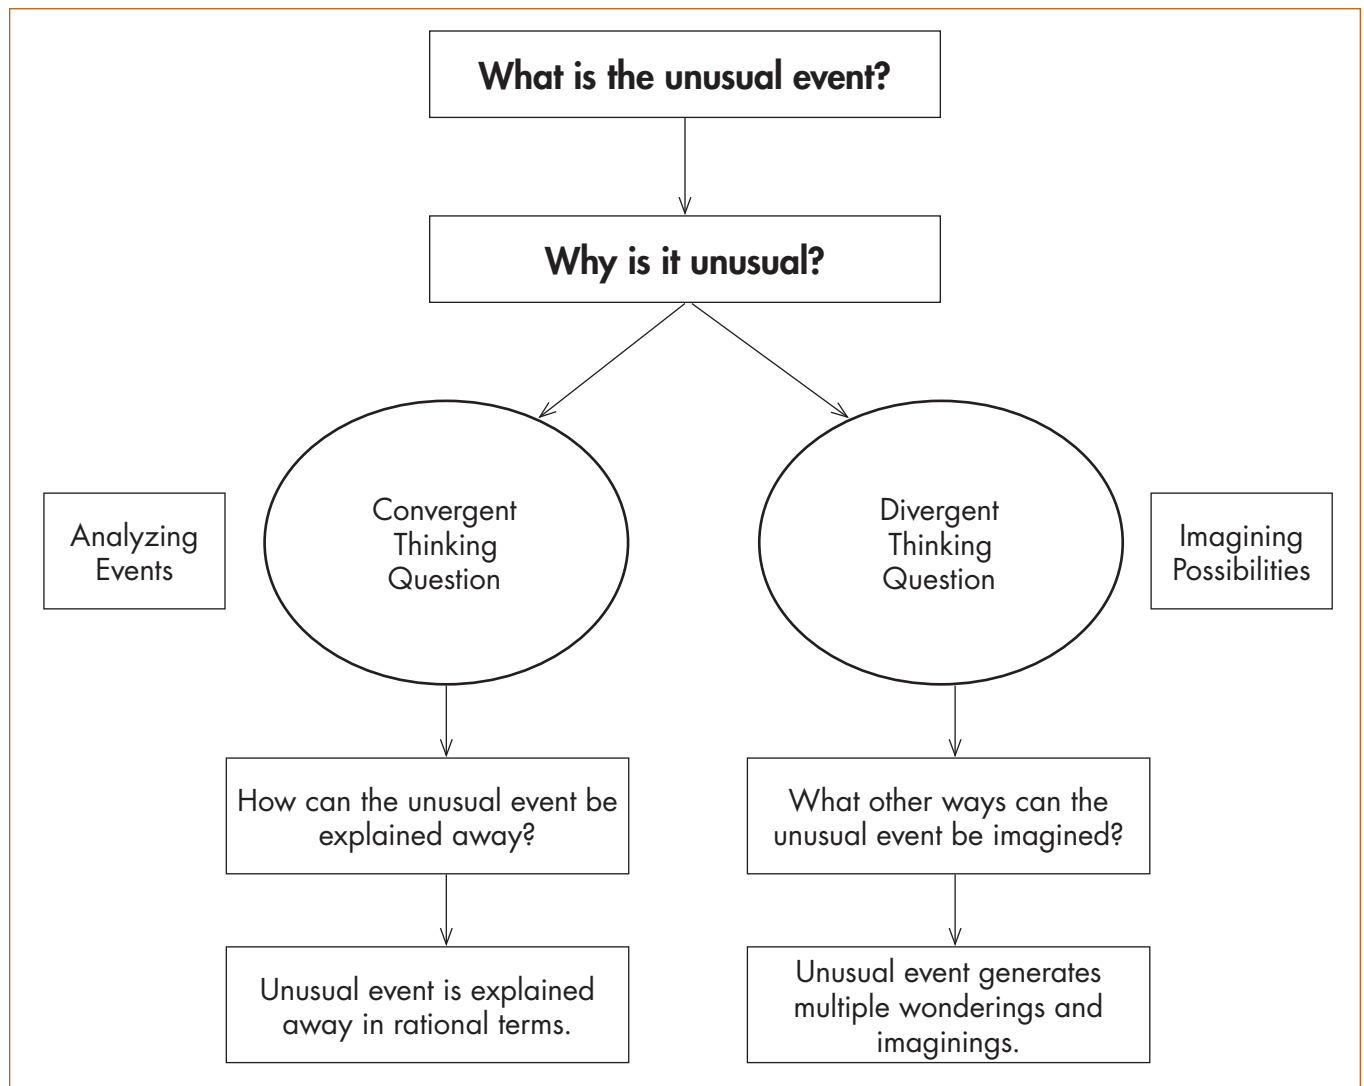 What is the unusual event?
Why is it unusual?
Analyzing
Events
Convergent
Thinking
Question
Divergent
Thinking
Question
Imagining
Possibilities
How can the unusual event be
explained away?
What other ways can the
unusual event be imagined?
Unusual event is explained
away in rational terms.
Unusual event generates
multiple wonderings and
imaginings.